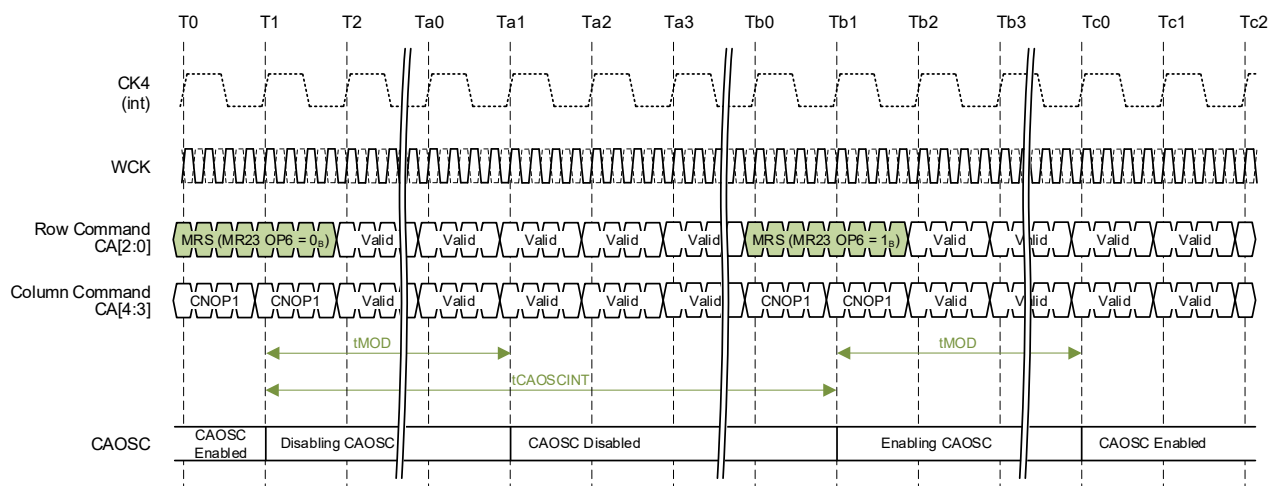 T0 T1 T2 Ta0 Ta1 Ta2 Ta3 Tb0 Tb1 Tb2 Tb3 Tc0 Tc1 Tc2
CK4
(int)
WCK
Row Command
CA[2:0]
MRS (MR23 OP6 = 0B) Valid Valid Valid Valid Valid MRS (MR23 OP6 = 1B) Valid Valid Valid Valid
Column Command
CA[4:3]
CNOP1 CNOP1 Valid Valid Valid Valid Valid CNOP1 CNOP1 Valid Valid Valid Valid
tMOD tMOD
tCAOSCINT
CAOSC
CAOSC
Enabled
Disabling CAOSC CAOSC Disabled Enabling CAOSC CAOSC Enabled